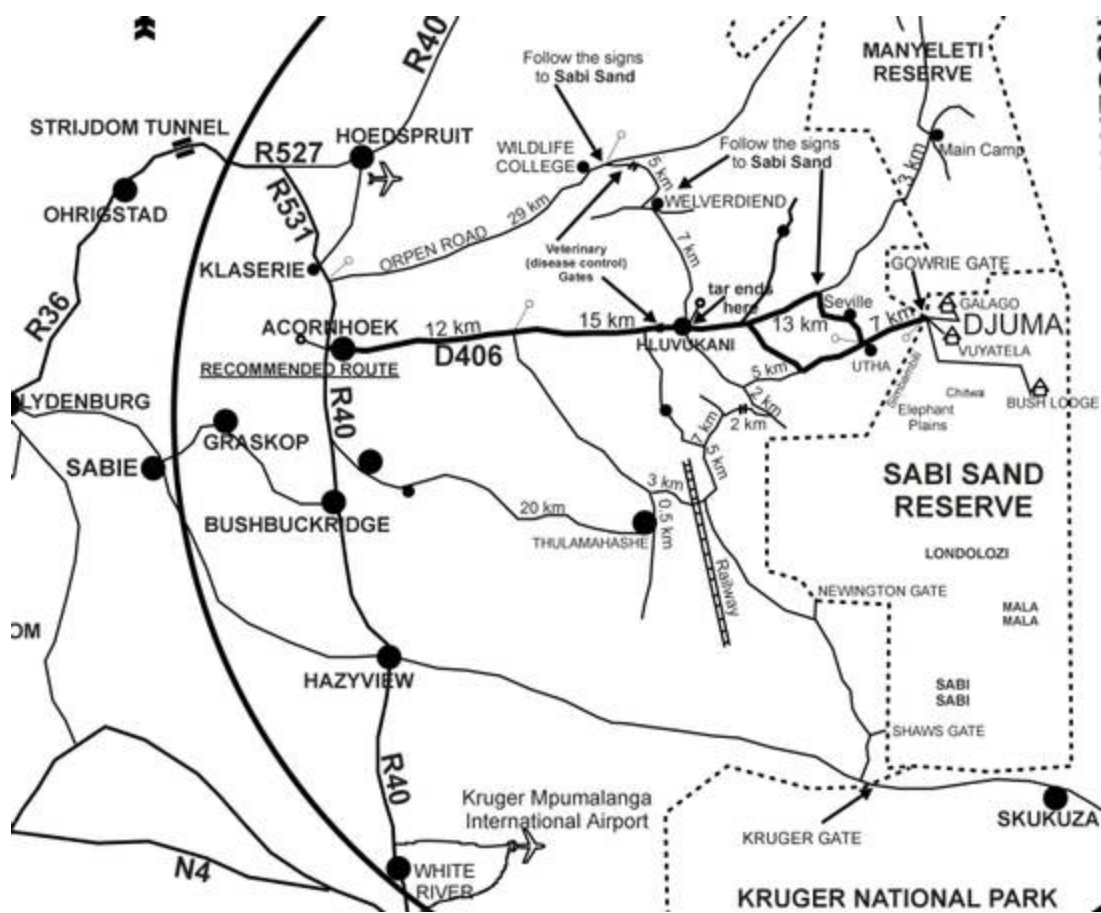 R40
Follow the signs
to Sabi Sand
MANYELETI
RESERVE
STRIJDOM TUNNEL
HOEDSPRUIT
R527
WILDLIFE
COLLEGE
Follow the signs
to Sabi Sand
Main Camp
5 km
3 km
OHRIGSTAD
R531
29 km
WELVERDIEND
ORPEN ROAD
KLASERIE
7 km
Veterinary
(disease control)
Gates
GOWRIE GATE
R36
tar ends
here
Seville
GALAGO
DJUMA
ACORNHOEK
12 km
15 km
13 km
7 km
D406
HLUVUKANI
VUYATELA
UTHA
RECOMMENDED ROUTE
5 km
Simbambili
Chitwa
BUSH LODGE
LYDENBURG
R40
2 km
Elephant
Plains
GRASKOP
2 km
7 km
SABIE
5 km
SABI SAND
RESERVE
3 km
BUSHBUCKRIDGE
20 km
0.5 km
THULAMAHASHE
LONDOLOZI
Railway
NEWINGTON GATE
MALA
MALA
OM
HAZYVIEW
SABI
SABI
SHAWS GATE
R40
Kruger Mpumalanga
International Airport
SKUKUZA
KRUGER GATE
N4
WHITE
RIVER
KRUGER NATIONAL PARK